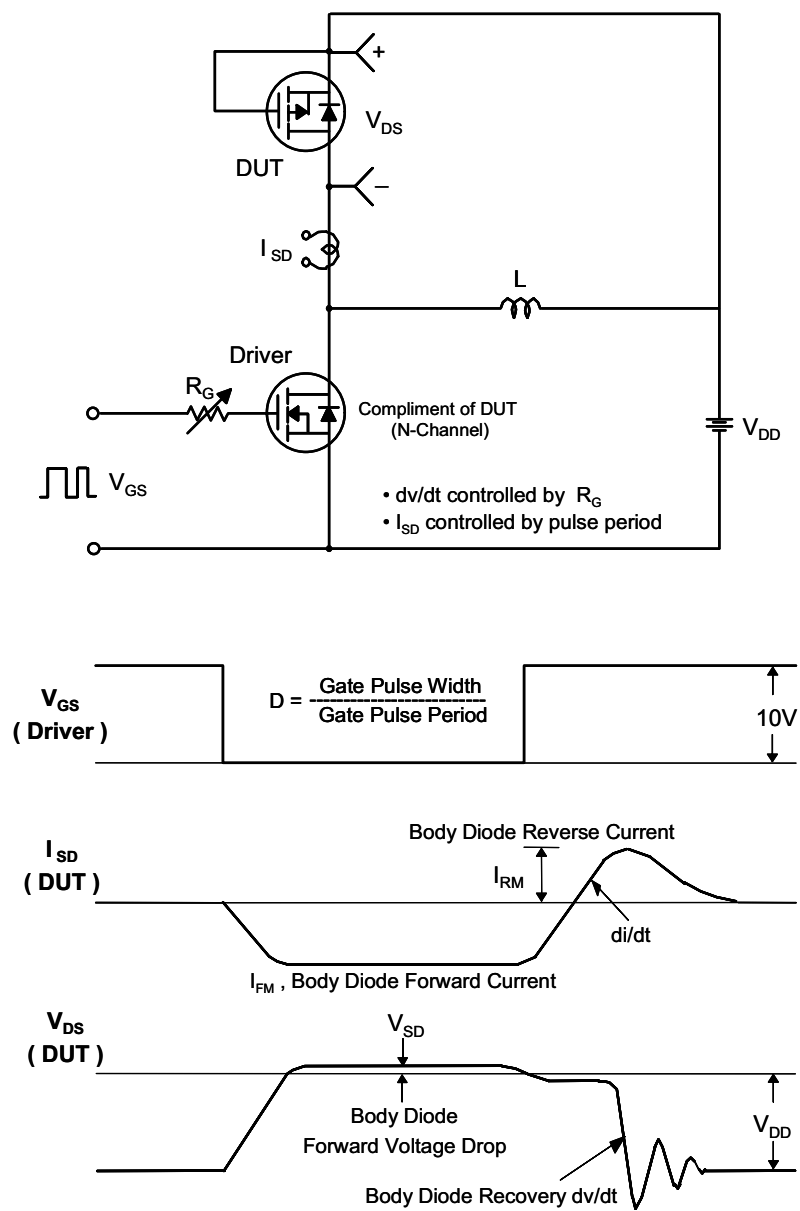 +
V_DS
DUT
–
I_SD
L
Driver
R_G
Compliment of DUT
(N-Channel)
V_DD
V_GS
• dv/dt controlled by R_G
• I_SD controlled by pulse period
V_GS
( Driver )
D = Gate Pulse Width
Gate Pulse Period
10V
Body Diode Reverse Current
I_SD
( DUT )
I_RM
di/dt
I_FM , Body Diode Forward Current
V_DS
( DUT )
V_SD
Body Diode
Forward Voltage Drop
V_DD
Body Diode Recovery dv/dt